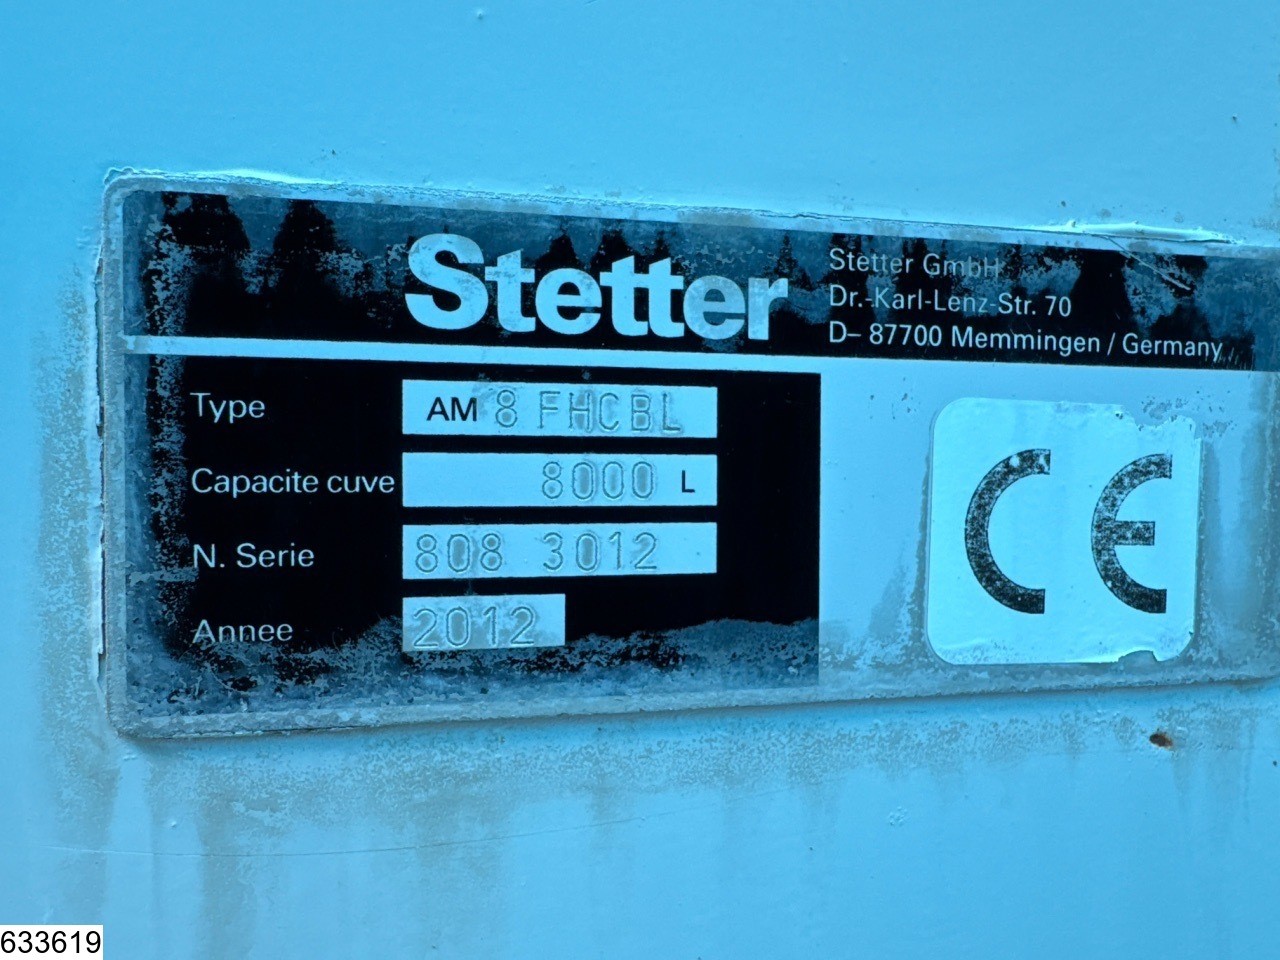 Stetter
Stetter GmbH
Dr.-Karl-Lenz-Str. 70
D– 87700 Memmingen / Germany
Type AM 8 FHCBL
Capacite cuve 8000 L
N. Serie 808 3012
Annee 2012
CE
633619